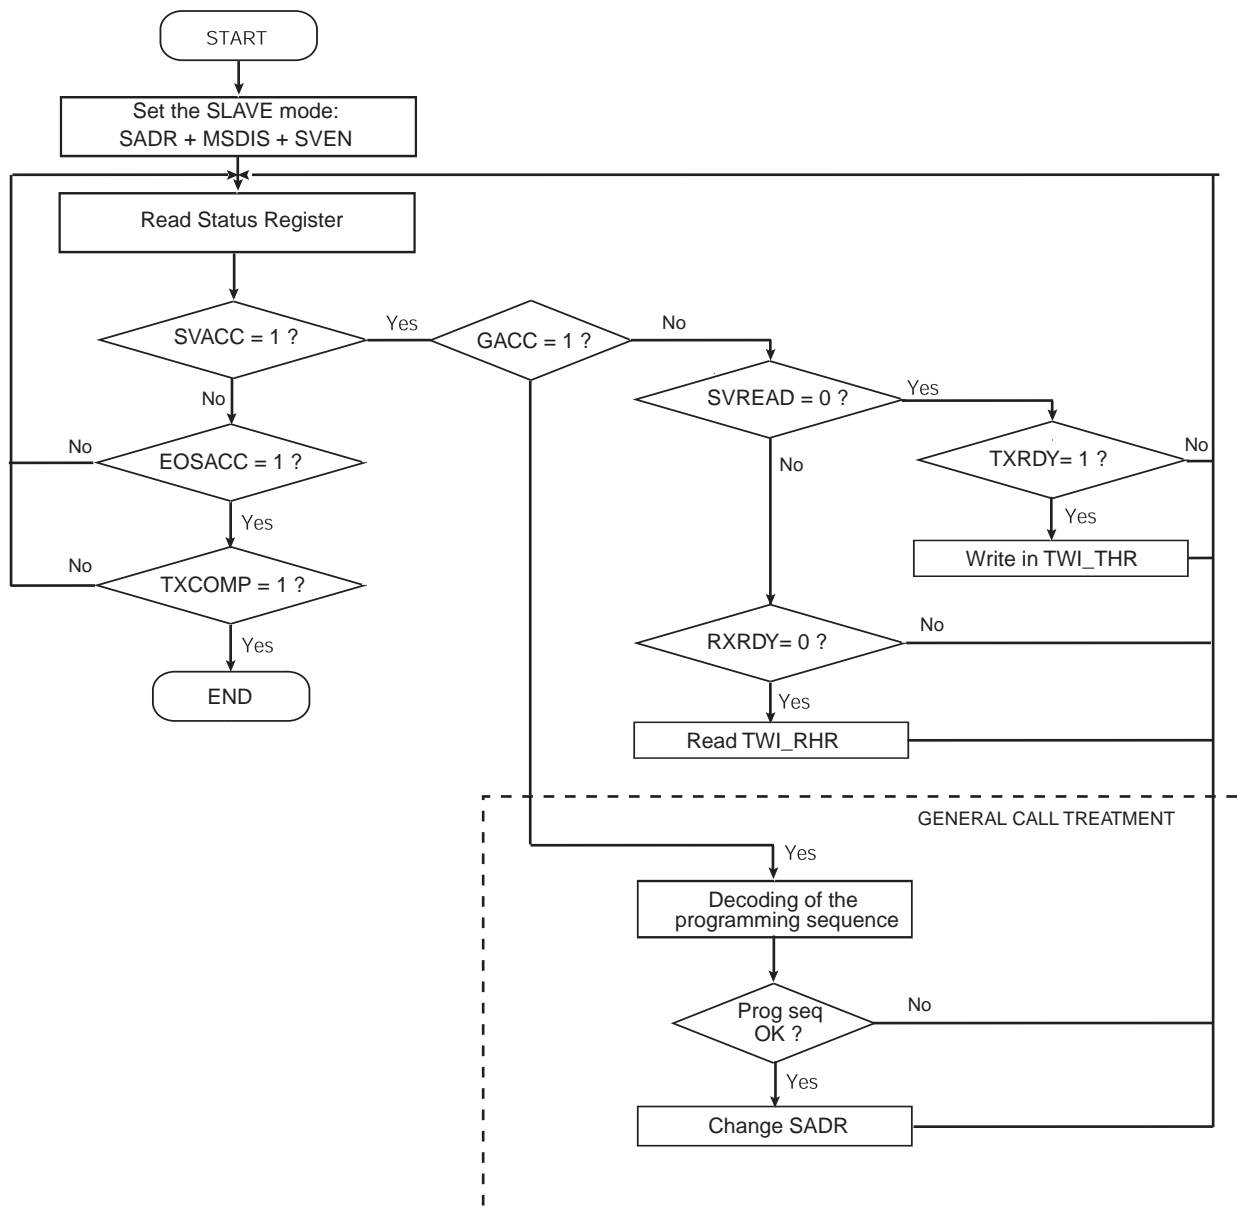 START
Set the SLAVE mode:
SADR + MSDIS + SVEN
Read Status Register
SVACC = 1 ?
Yes
GACC = 1 ?
No
No
SVREAD = 0 ?
Yes
No
EOSACC = 1 ?
No
TXRDY= 1 ?
No
Yes
Yes
Write in TWI_THR
No
TXCOMP = 1 ?
Yes
END
RXRDY= 0 ?
No
Yes
Read TWI_RHR
GENERAL CALL TREATMENT
Yes
Decoding of the
programming sequence
Prog seq
OK ?
No
Yes
Change SADR